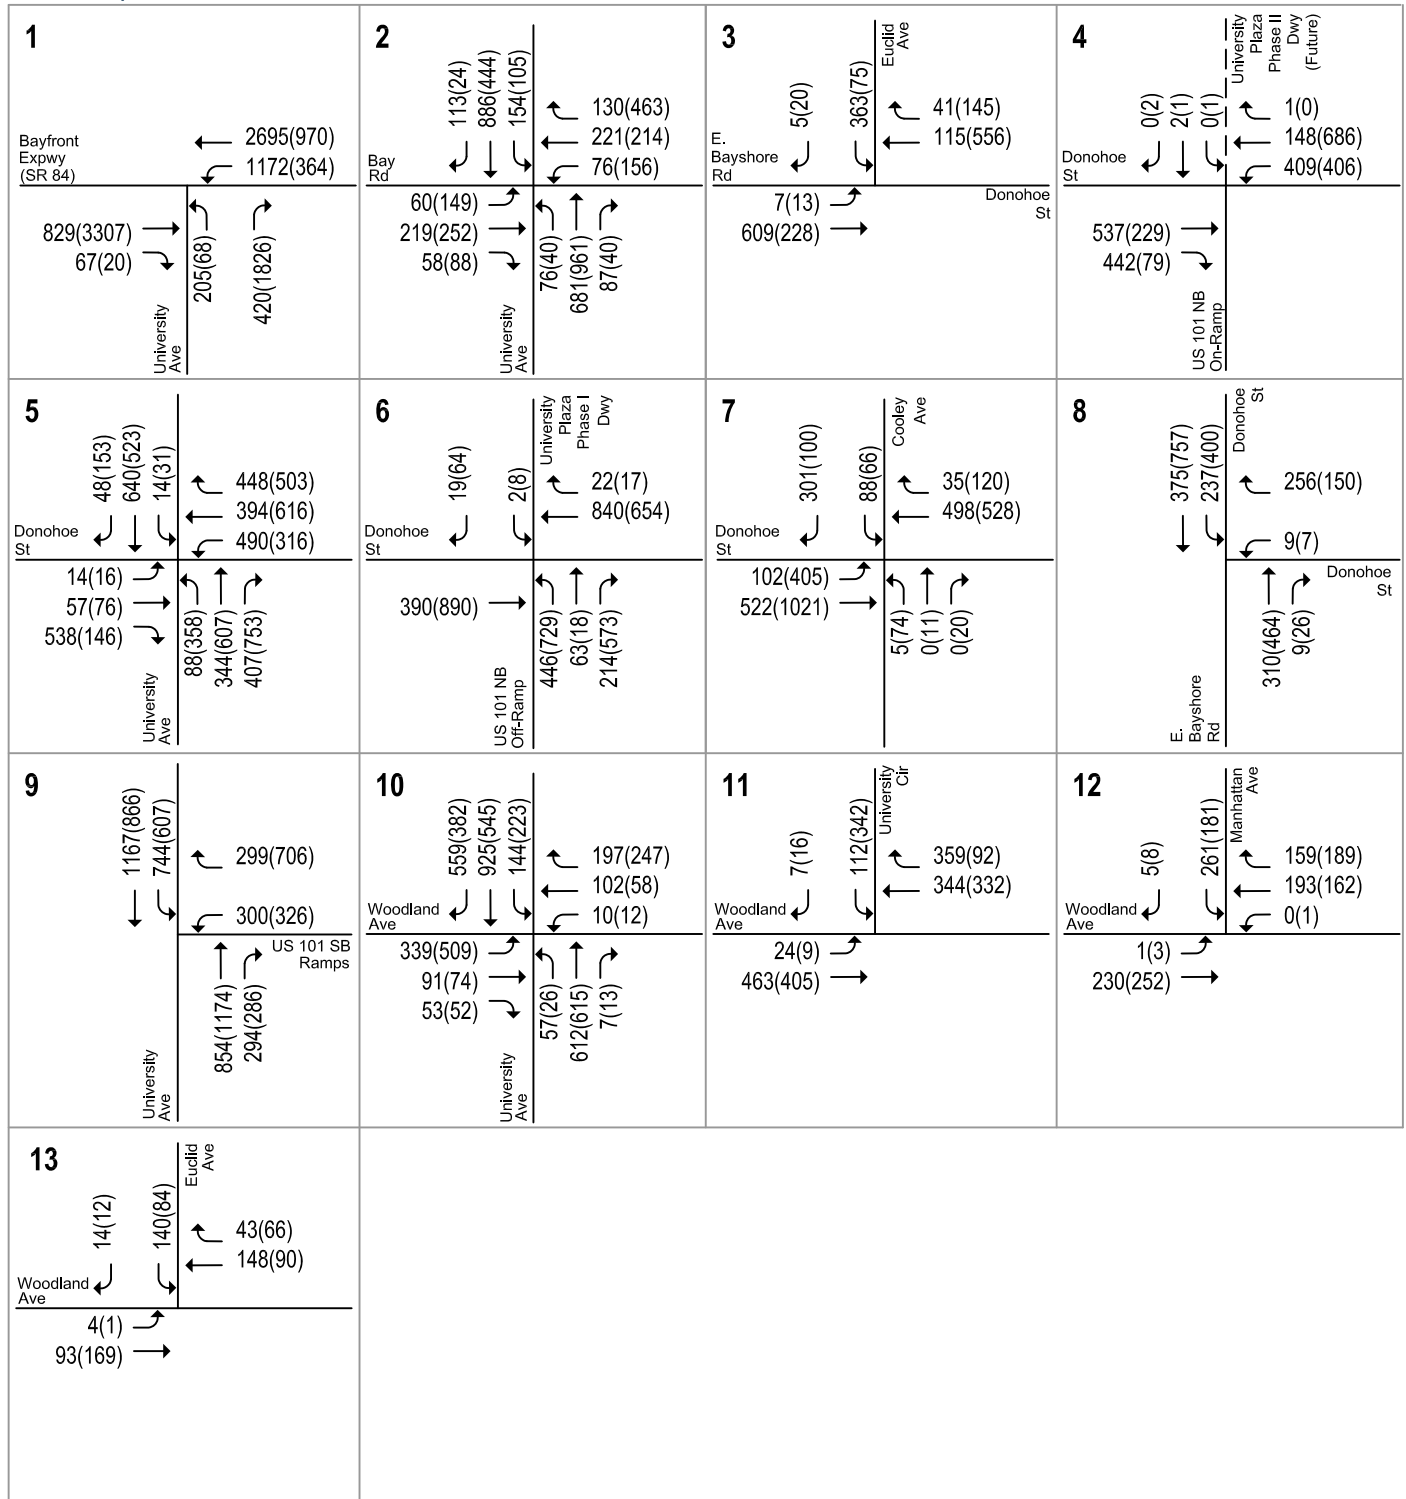 1
Bayfront
Expwy
(SR 84)
2695(970)
1172(364)
829(3307)
67(20)
205(68)
420(1826)
University
Ave
2
113(24)
886(444)
154(105)
130(463)
221(214)
76(156)
Bay
Rd
60(149)
219(252)
58(88)
76(40)
681(961)
87(40)
University
Ave
3
Euclid
Ave
5(20)
363(75)
41(145)
115(556)
E.
Bayshore
Rd
7(13)
609(228)
Donohoe
St
4
University
Plaza
Phase II
Dwy
(Future)
0(2)
2(1)
0(1)
1(0)
148(686)
409(406)
Donohoe
St
537(229)
442(79)
US 101 NB
On-Ramp
5
48(153)
640(523)
14(31)
448(503)
394(616)
490(316)
Donohoe
St
14(16)
57(76)
538(146)
88(358)
344(607)
407(753)
University
Ave
6
University
Plaza
Phase I
Dwy
19(64)
2(8)
22(17)
840(654)
Donohoe
St
390(890)
446(729)
63(18)
214(573)
US 101 NB
Off-Ramp
7
Cooley
Ave
301(100)
88(66)
35(120)
498(528)
Donohoe
St
102(405)
522(1021)
5(74)
0(11)
0(20)
8
Donohoe
St
375(757)
237(400)
256(150)
9(7)
Donohoe
St
310(464)
9(26)
E.
Bayshore
Rd
9
1167(866)
744(607)
299(706)
300(326)
US 101 SB
Ramps
854(1174)
294(286)
University
Ave
10
559(382)
925(545)
144(223)
197(247)
102(58)
10(12)
Woodland
Ave
339(509)
91(74)
53(52)
57(26)
612(615)
7(13)
University
Ave
11
University
Cir
7(16)
112(342)
359(92)
344(332)
Woodland
Ave
24(9)
463(405)
12
Manhattan
Ave
5(8)
261(181)
159(189)
193(162)
0(1)
Woodland
Ave
1(3)
230(252)
13
Euclid
Ave
14(12)
140(84)
43(66)
148(90)
Woodland
Ave
4(1)
93(169)